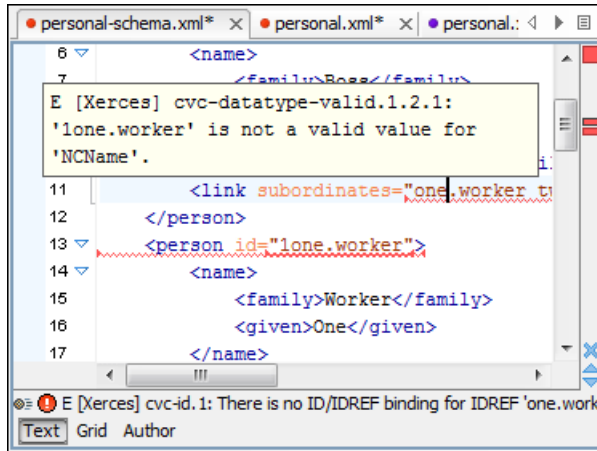 personal-schema.xml* × personal.xml* × personal.
6 <name>
7 <family>Boss</family>
E [Xerces] cvc-datatype-valid.1.2.1:
'1one.worker' is not a valid value for
'NCName'.
11 <link subordinates="one.worker
12 </person>
13 <person id="1one.worker">
14 <name>
15 <family>Worker</family>
16 <given>One</given>
17 </name>
E [Xerces] cvc-id.1: There is no ID/IDREF binding for IDREF 'one.work
Text Grid Author